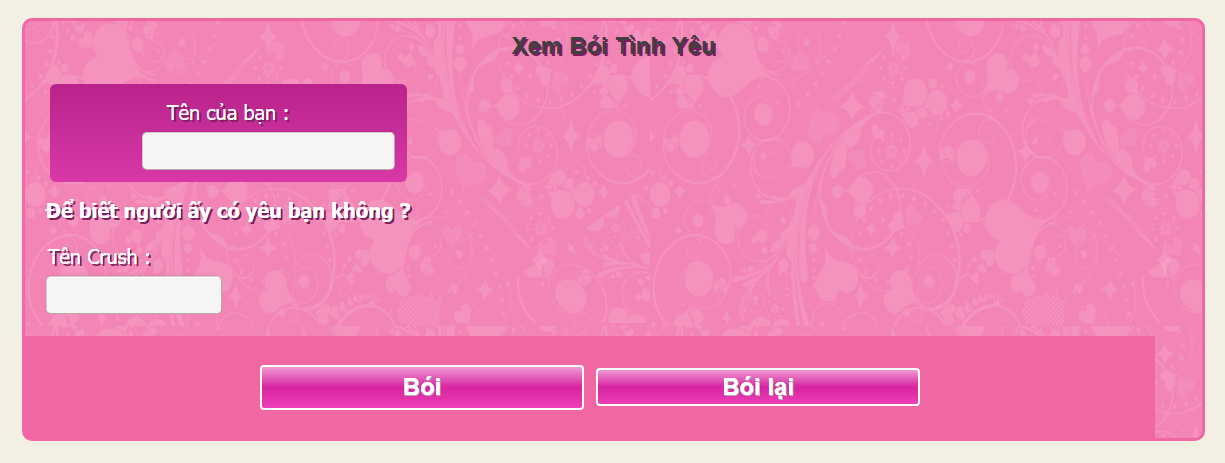 Xem Bói Tình Yêu
Tên của bạn :
Để biết người ấy có yêu bạn không ?
Tên Crush :
Bói
Bói lại